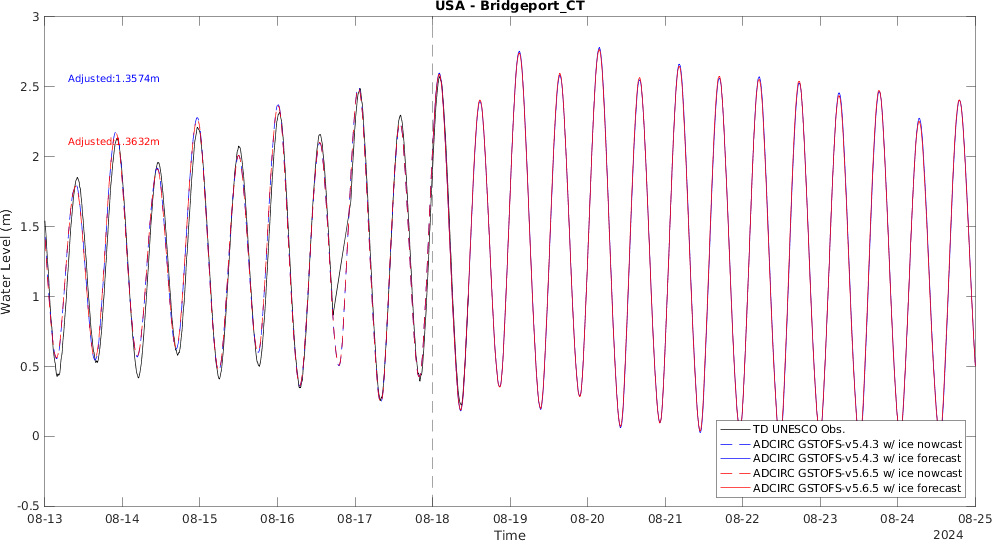 USA - Bridgeport_CT
3
2.5
2
1.5
1
0.5
0
-0.5
Water Level (m)
Adjusted:1.3574m
Adjusted:1.3632m
TD UNESCO Obs.
ADCIRC GSTOFS-v5.4.3 w/ ice nowcast
ADCIRC GSTOFS-v5.4.3 w/ ice forecast
ADCIRC GSTOFS-v5.6.5 w/ ice nowcast
ADCIRC GSTOFS-v5.6.5 w/ ice forecast
08-13 08-14 08-15 08-16 08-17 08-18 08-19 08-20 08-21 08-22 08-23 08-24 08-25
Time
2024